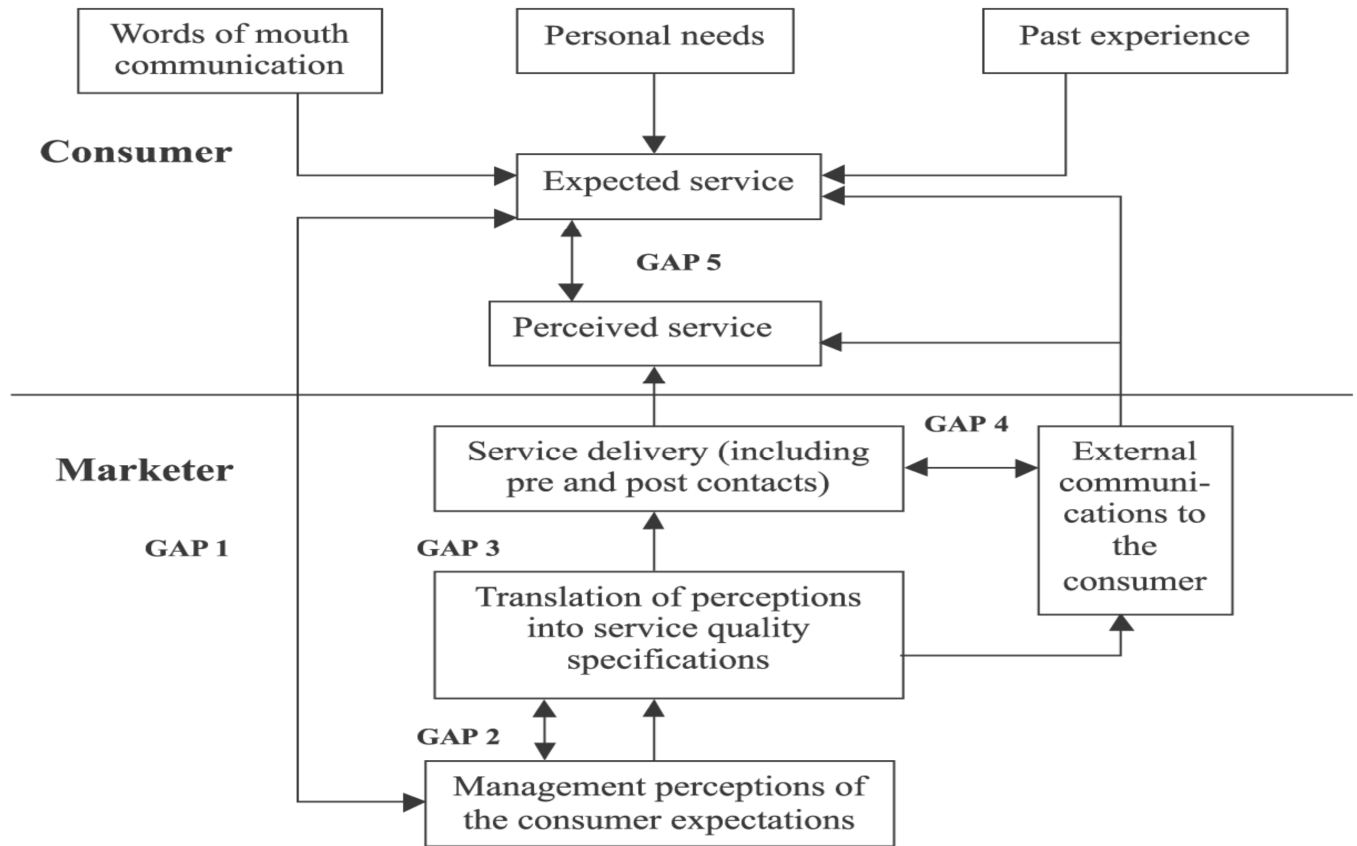 Words of mouth
communication
Personal needs
Past experience
Consumer
Expected service
GAP 5
Perceived service
Marketer
Service delivery (including
pre and post contacts)
GAP 4
External
communi-
cations to
the
consumer
GAP 1
GAP 3
Translation of perceptions
into service quality
specifications
GAP 2
Management perceptions of
the consumer expectations